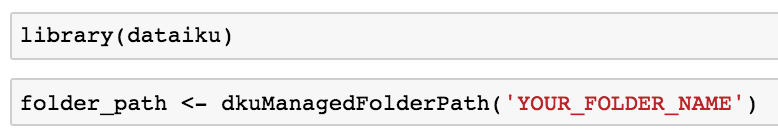 library(dataiku)
folder_path <- dkuManagedFolderPath('YOUR_FOLDER_NAME')